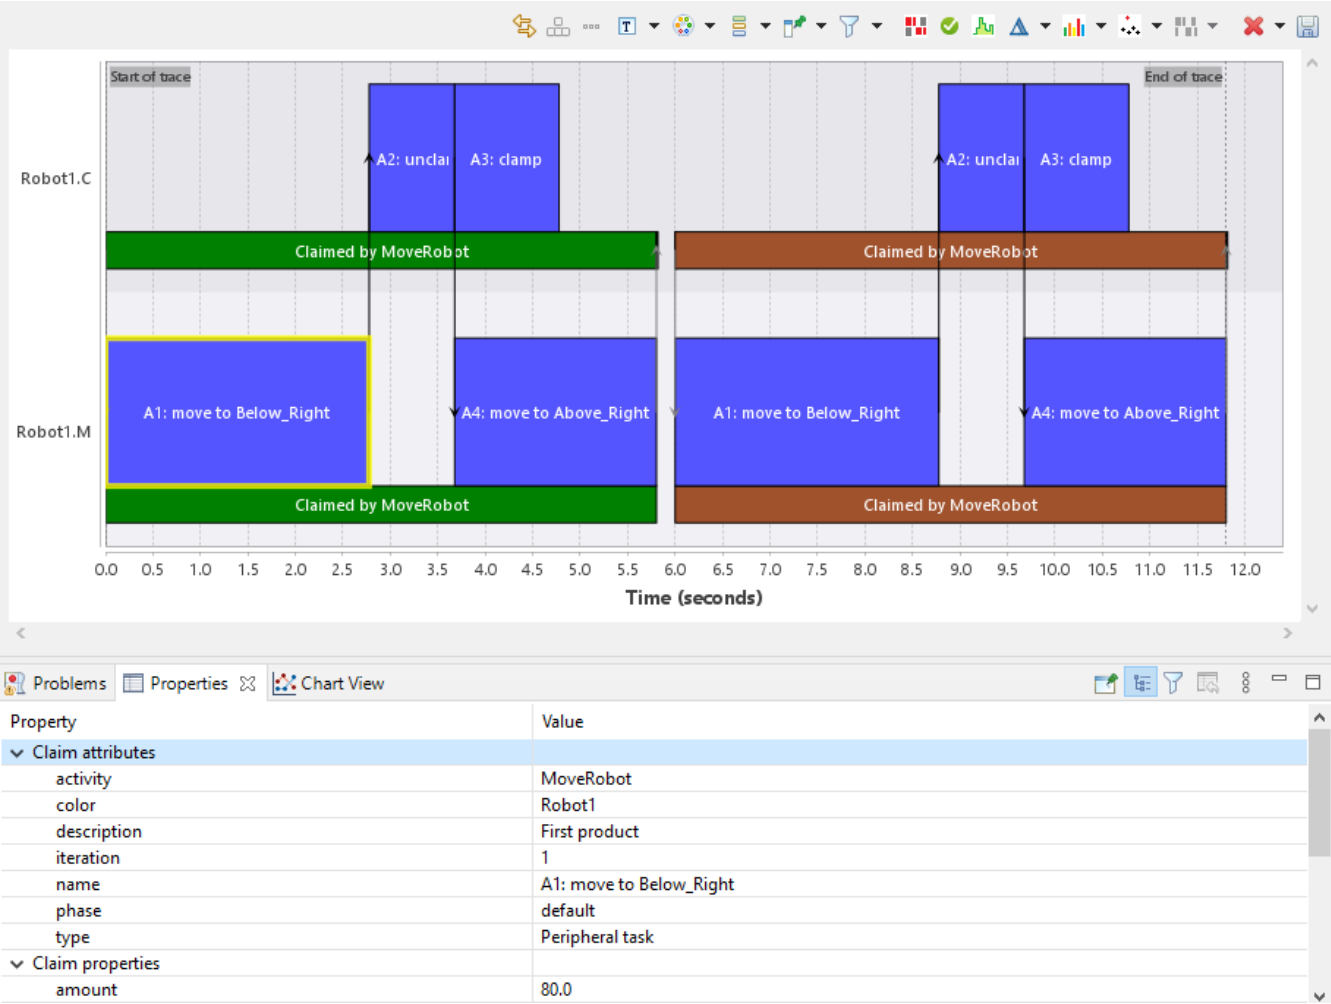 T
Start of trace
End of trace
A2: unclar
A3: clamp
A2: unclar
A3: clamp
Robot1.C
Claimed by MoveRobot
Claimed by MoveRobot
A1: move to Below_Right
A4: move to Above_Right
A1: move to Below_Right
A4: move to Above_Right
Robot1.M
Claimed by MoveRobot
Claimed by MoveRobot
0.0 0.5 1.0 1.5 2.0 2.5 3.0 3.5 4.0 4.5 5.0 5.5 6.0 6.5 7.0 7.5 8.0 8.5 9.0 9.5 10.0 10.5 11.0 11.5 12.0
Time (seconds)
Problems Properties Chart View
Property Value
Claim attributes
activity MoveRobot
color Robot1
description First product
iteration 1
name A1: move to Below_Right
phase default
type Peripheral task
Claim properties
amount 80.0